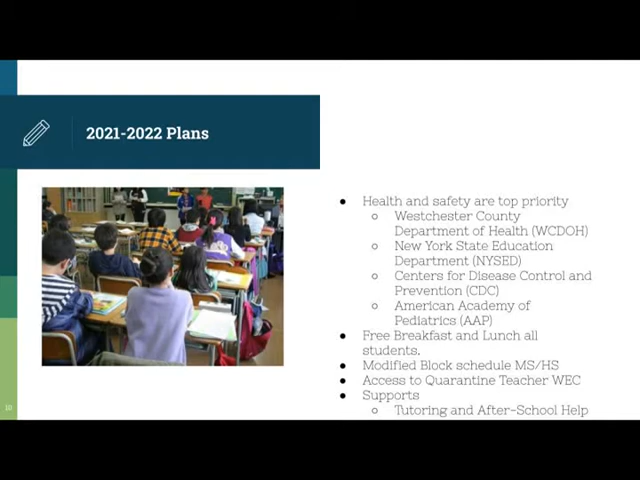 2021-2022 Plans
● Health and safety are top priority
○ Westchester County
Department of Health (WCDOH)
○ New York State Education
Department (NYSED)
○ Centers for Disease Control and
Prevention (CDC)
○ American Academy of
Pediatrics (AAP)
● Free Breakfast and Lunch all
students.
● Modified Block schedule MS/HS
● Access to Quarantine Teacher WEC
● Supports
○ Tutoring and After-School Help